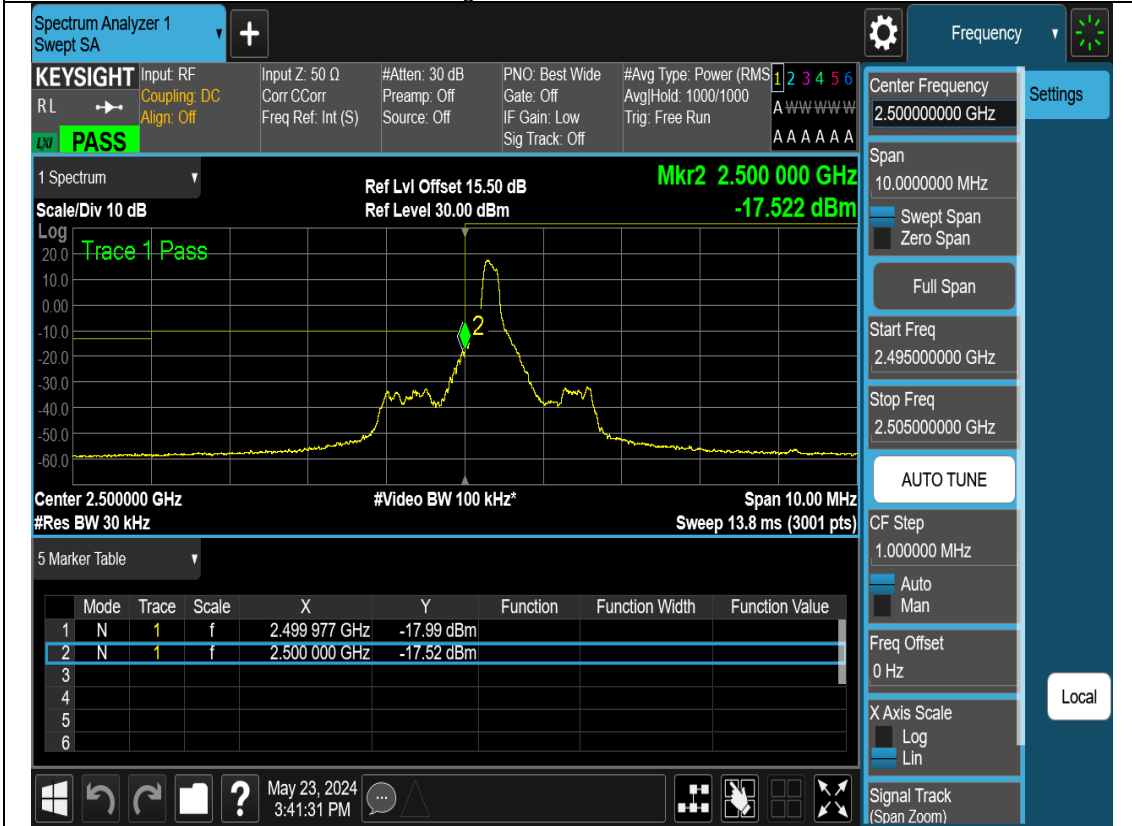 Spectrum Analyzer 1
Swept SA
+
Frequency
KEYSIGHT
RL
LXI
PASS
Input: RF
Coupling: DC
Align: Off
Input Z: 50 Ω
Corr CCorr
Freq Ref: Int (S)
#Atten: 30 dB
Preamp: Off
Source: Off
PNO: Best Wide
Gate: Off
IF Gain: Low
Sig Track: Off
#Avg Type: Power (RMS
Avg|Hold: 1000/1000
Trig: Free Run
1 2 3 4 5 6
A W W W W W
A A A A A A
Center Frequency
2.500000000 GHz
Settings
Span
10.0000000 MHz
Swept Span
Zero Span
Full Span
Start Freq
2.495000000 GHz
Stop Freq
2.505000000 GHz
AUTO TUNE
CF Step
1.000000 MHz
Auto
Man
Freq Offset
0 Hz
X Axis Scale
Log
Lin
Signal Track
(Span Zoom)
Local
1 Spectrum
Scale/Div 10 dB
Ref Lvl Offset 15.50 dB
Ref Level 30.00 dBm
Mkr2 2.500 000 GHz
-17.522 dBm
Log
Trace 1 Pass
20.0
10.0
0.00
-10.0
-20.0
-30.0
-40.0
-50.0
-60.0
2
Center 2.500000 GHz
#Video BW 100 kHz*
Span 10.00 MHz
#Res BW 30 kHz
Sweep 13.8 ms (3001 pts)
5 Marker Table
Mode Trace Scale X Y Function Function Width Function Value
1 N 1 f 2.499 977 GHz -17.99 dBm
2 N 1 f 2.500 000 GHz -17.52 dBm
3
4
5
6
?
May 23, 2024
3:41:31 PM